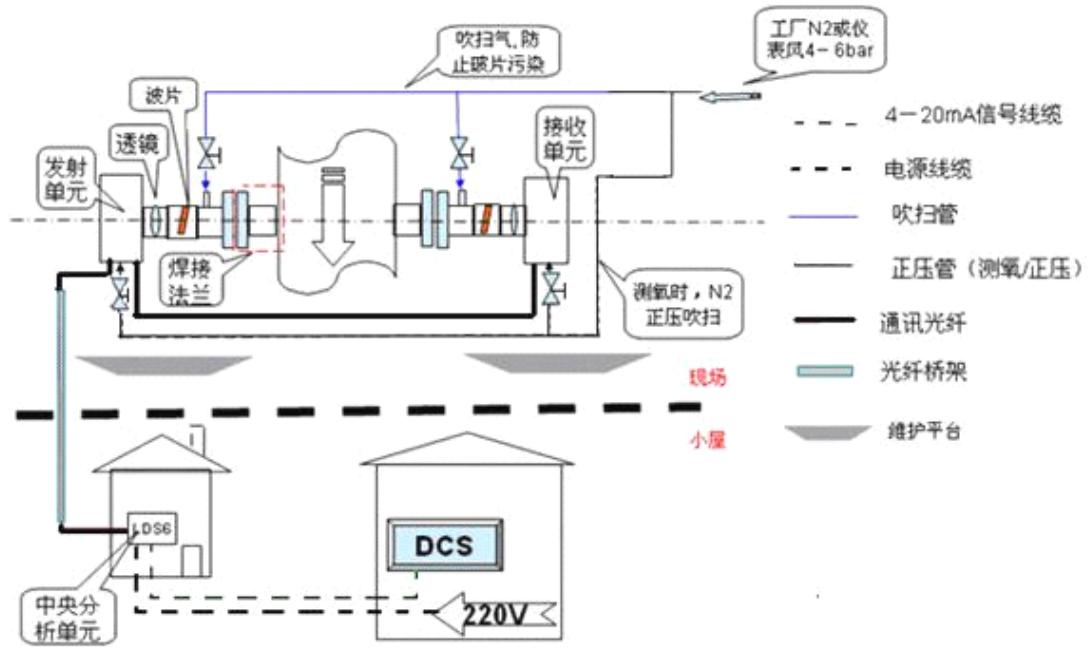 工厂N2或仪
表风4-6bar
吹扫气,防
止玻片污染
玻片
透镜
发射
单元
接收
单元
焊接
法兰
测氧时，N2
正压吹扫
4—20mA信号线缆
电源线缆
吹扫管
正压管（测氧/正压）
通讯光纤
光纤桥架
维护平台
现场
小屋
LDS6
DCS
220V
中央分
析单元